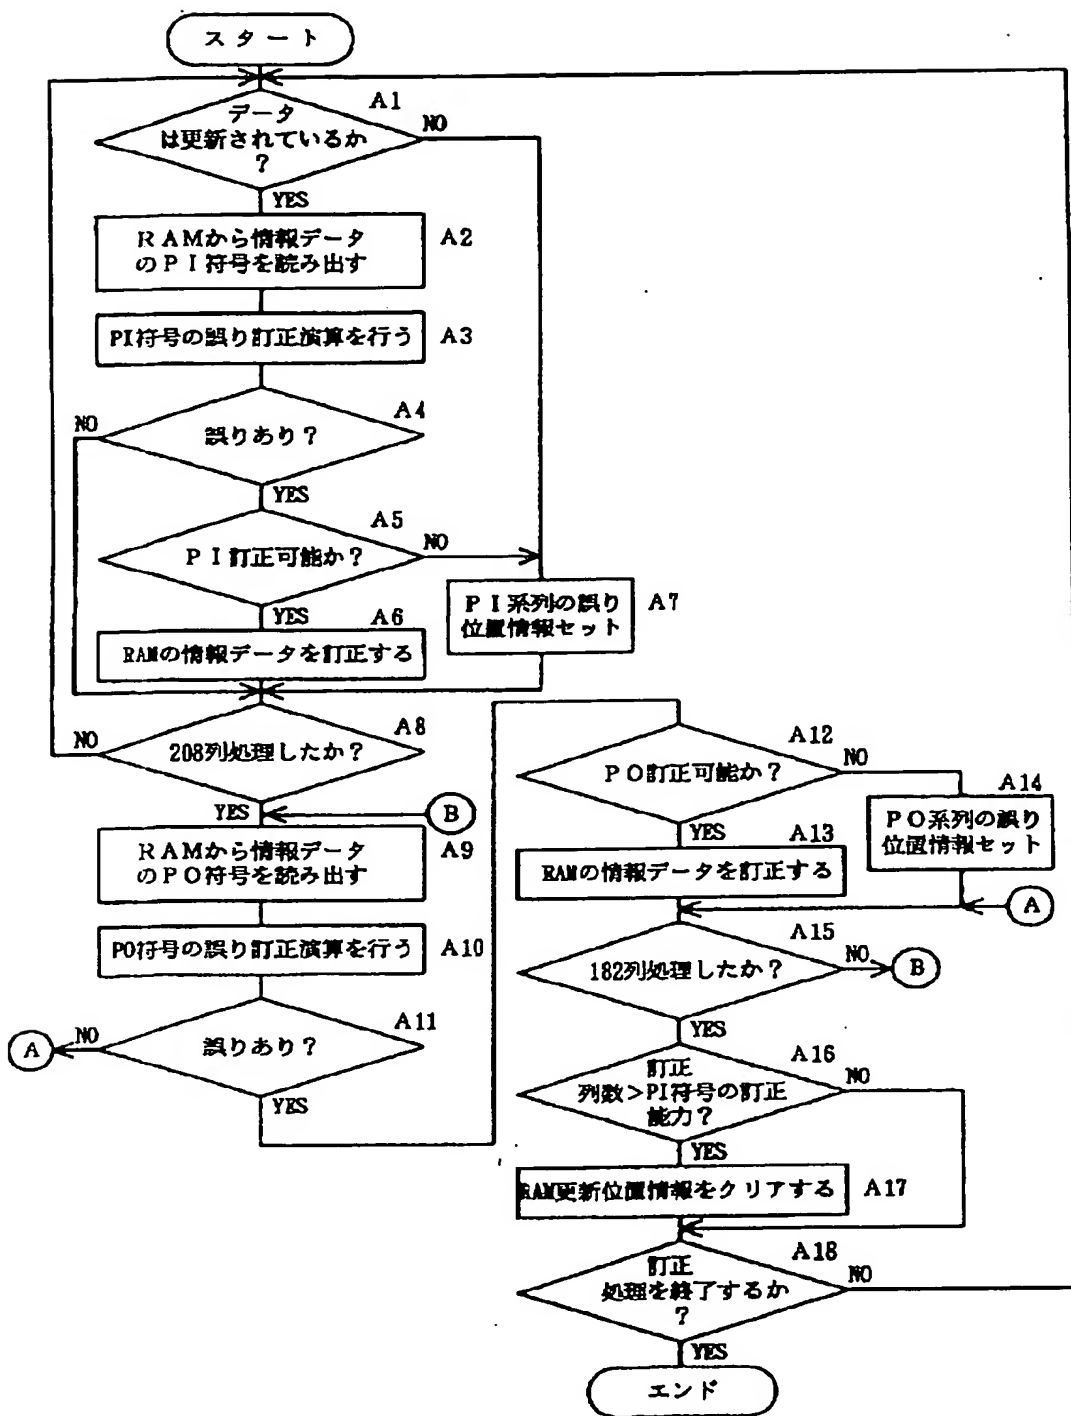 スタート
A1
データ
は更新されているか
?
NO
YES
RAMから情報データ
のPI符号を読み出す
A2
PI符号の誤り訂正演算を行う
A3
A4
NO
誤りあり?
YES
A5
PI訂正可能か?
NO
YES
A6
RAMの情報データを訂正する
PI系列の誤り
位置情報セット
A7
A8
NO
208列処理したか?
YES
B
RAMから情報データ
のPO符号を読み出す
A9
PO符号の誤り訂正演算を行う
A10
A11
A
NO
誤りあり?
YES
A12
PO訂正可能か?
NO
A14
PO系列の誤り
位置情報セット
YES
A13
RAMの情報データを訂正する
A
A15
182列処理したか?
NO
B
YES
A16
訂正
列数>PI符号の訂正
能力?
NO
YES
RAM更新位置情報をクリアする
A17
A18
訂正
処理を終了するか
?
NO
YES
エンド